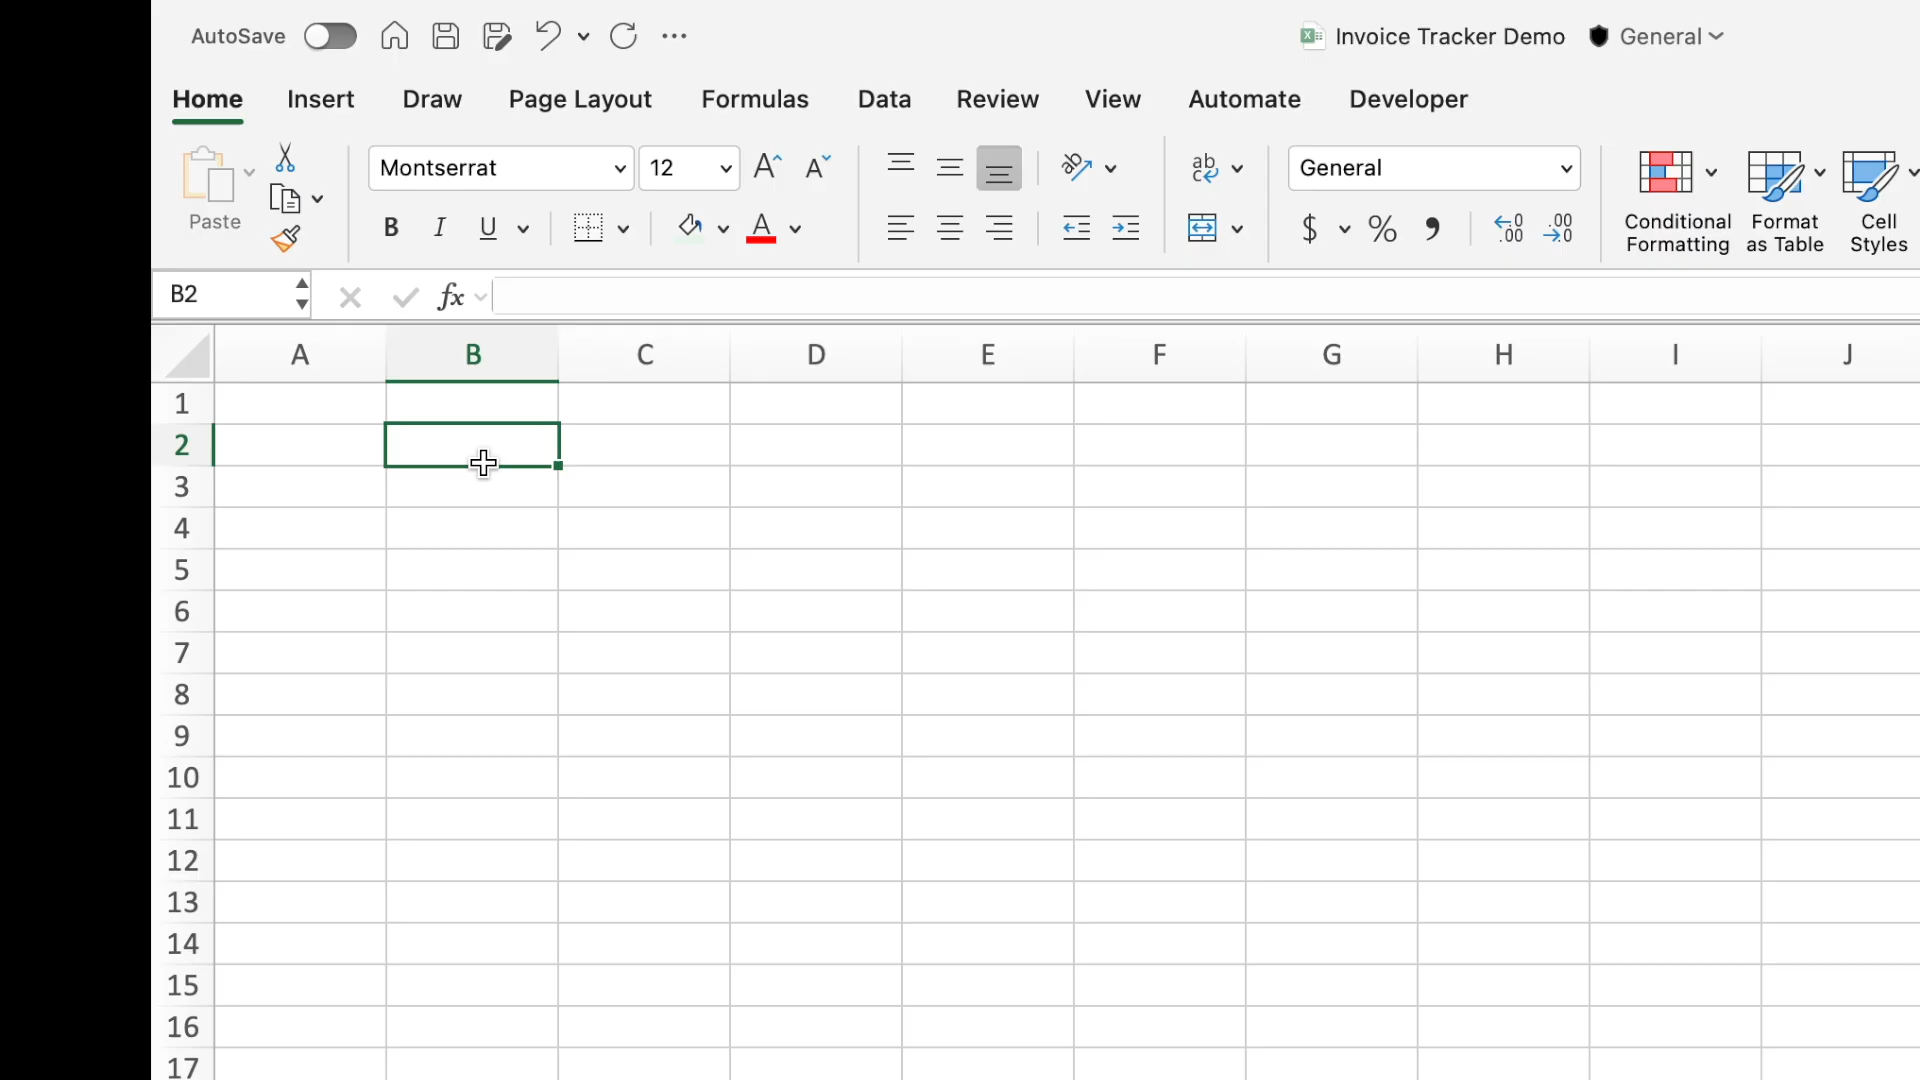 AutoSave
Invoice Tracker Demo
General
Home Insert Draw Page Layout Formulas Data Review View Automate Developer
Paste
Montserrat
12
General
B I U
A
$ % 9
Conditional Formatting
Format as Table
Cell Styles
B2
fx
A B C D E F G H I J
1
2
3
4
5
6
7
8
9
10
11
12
13
14
15
16
17